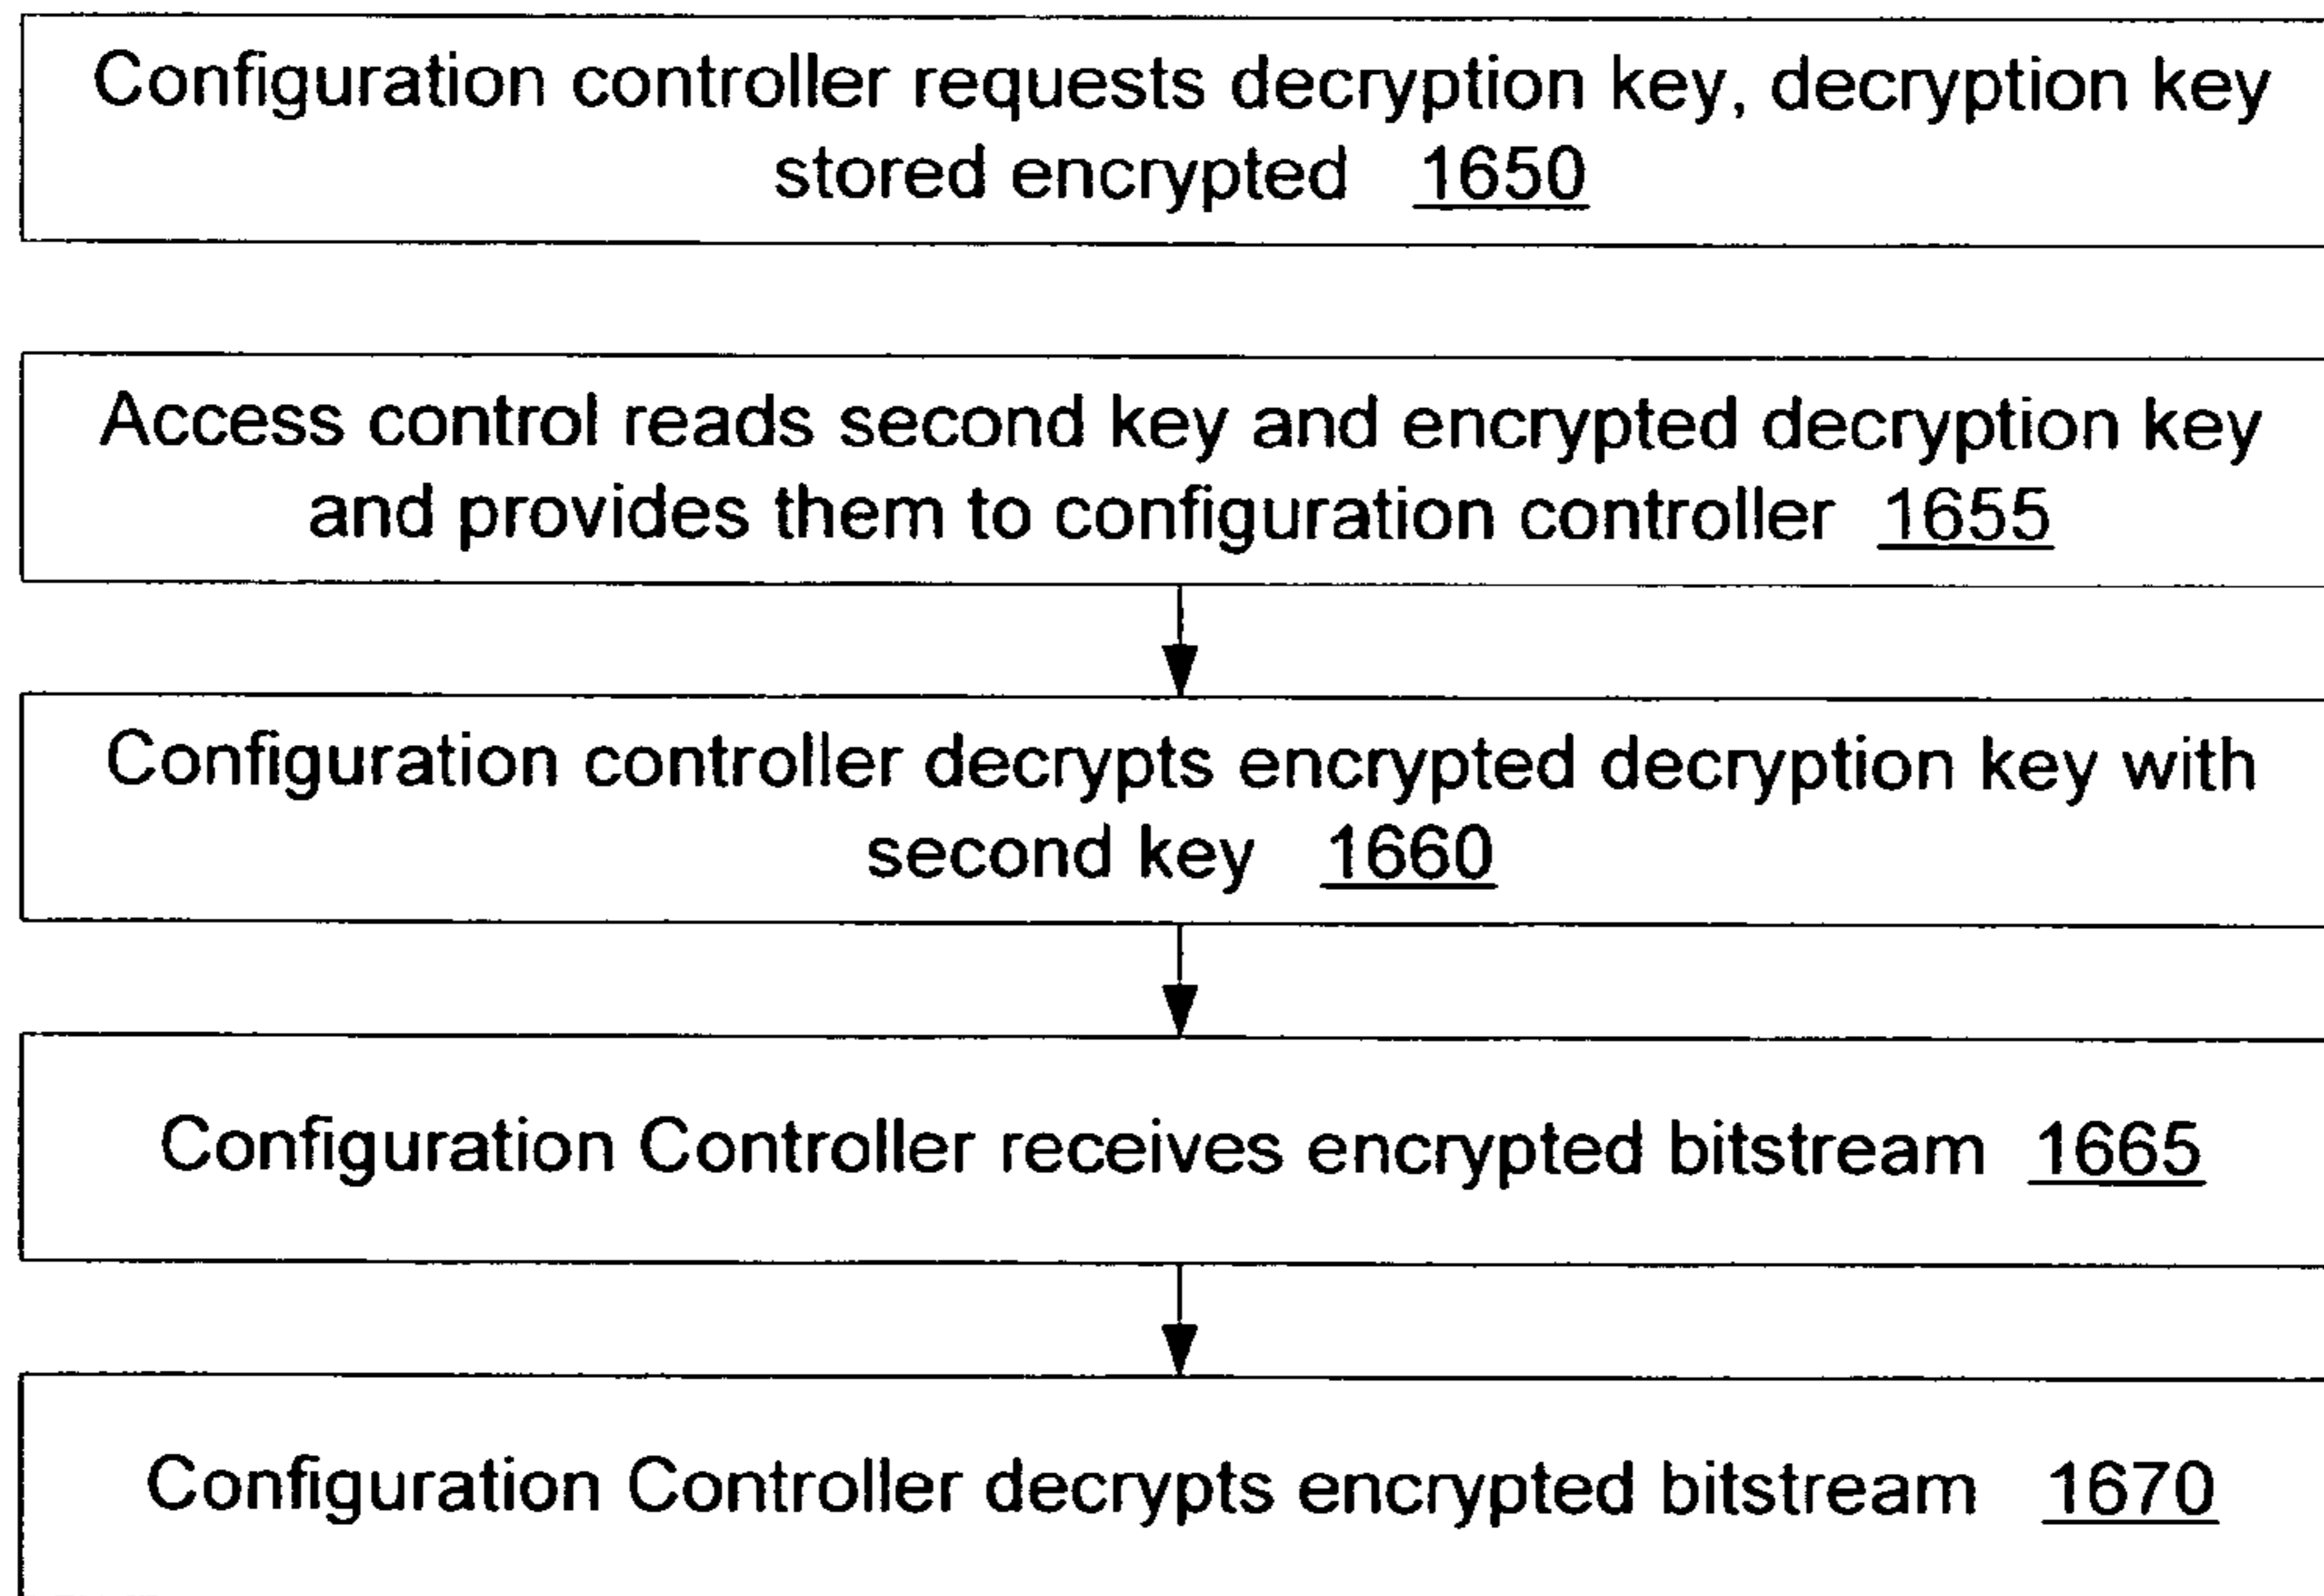 Configuration controller requests decryption key, decryption key
stored encrypted 1650
Access control reads second key and encrypted decryption key
and provides them to configuration controller 1655
Configuration controller decrypts encrypted decryption key with
second key 1660
Configuration Controller receives encrypted bitstream 1665
Configuration Controller decrypts encrypted bitstream 1670